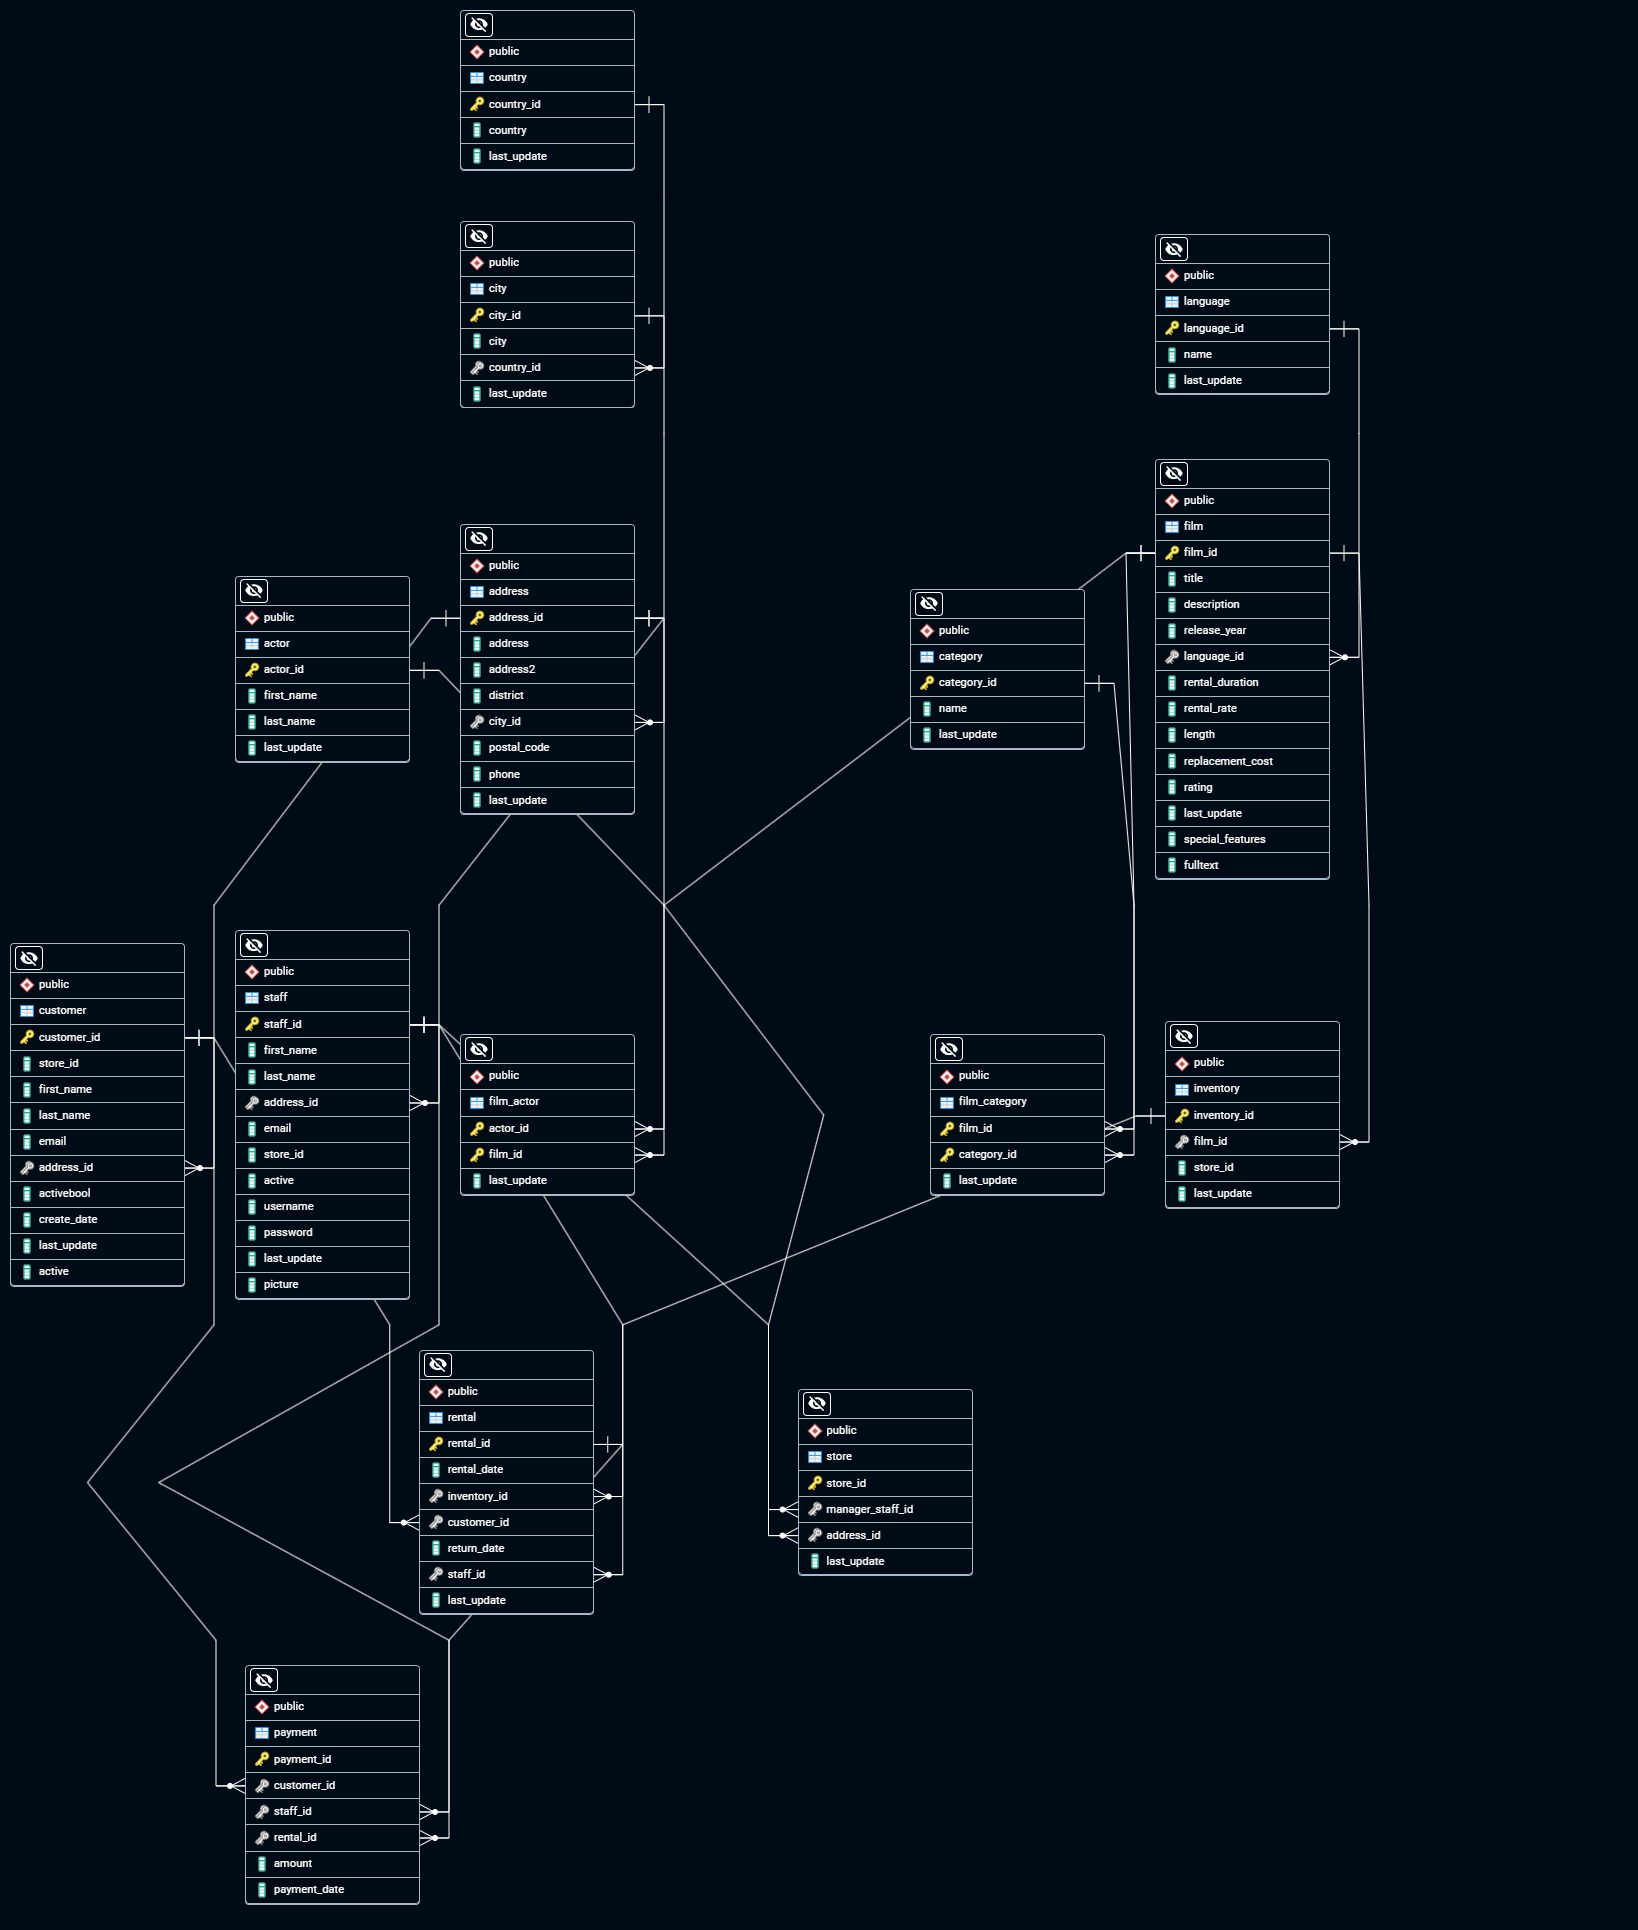 public
country
country_id
country
last_update
public
city
city_id
city
country_id
last_update
public
language
language_id
name
last_update
public
film
film_id
title
description
release_year
language_id
rental_duration
rental_rate
length
replacement_cost
rating
last_update
special_features
fulltext
public
address
address_id
address
address2
district
city_id
postal_code
phone
last_update
public
actor
actor_id
first_name
last_name
last_update
public
category
category_id
name
last_update
public
customer
customer_id
store_id
first_name
last_name
email
address_id
activebool
create_date
last_update
active
public
staff
staff_id
first_name
last_name
address_id
email
store_id
active
username
password
last_update
picture
public
film_actor
actor_id
film_id
last_update
public
film_category
film_id
category_id
last_update
public
inventory
inventory_id
film_id
store_id
last_update
public
rental
rental_id
rental_date
inventory_id
customer_id
return_date
staff_id
last_update
public
store
store_id
manager_staff_id
address_id
last_update
public
payment
payment_id
customer_id
staff_id
rental_id
amount
payment_date